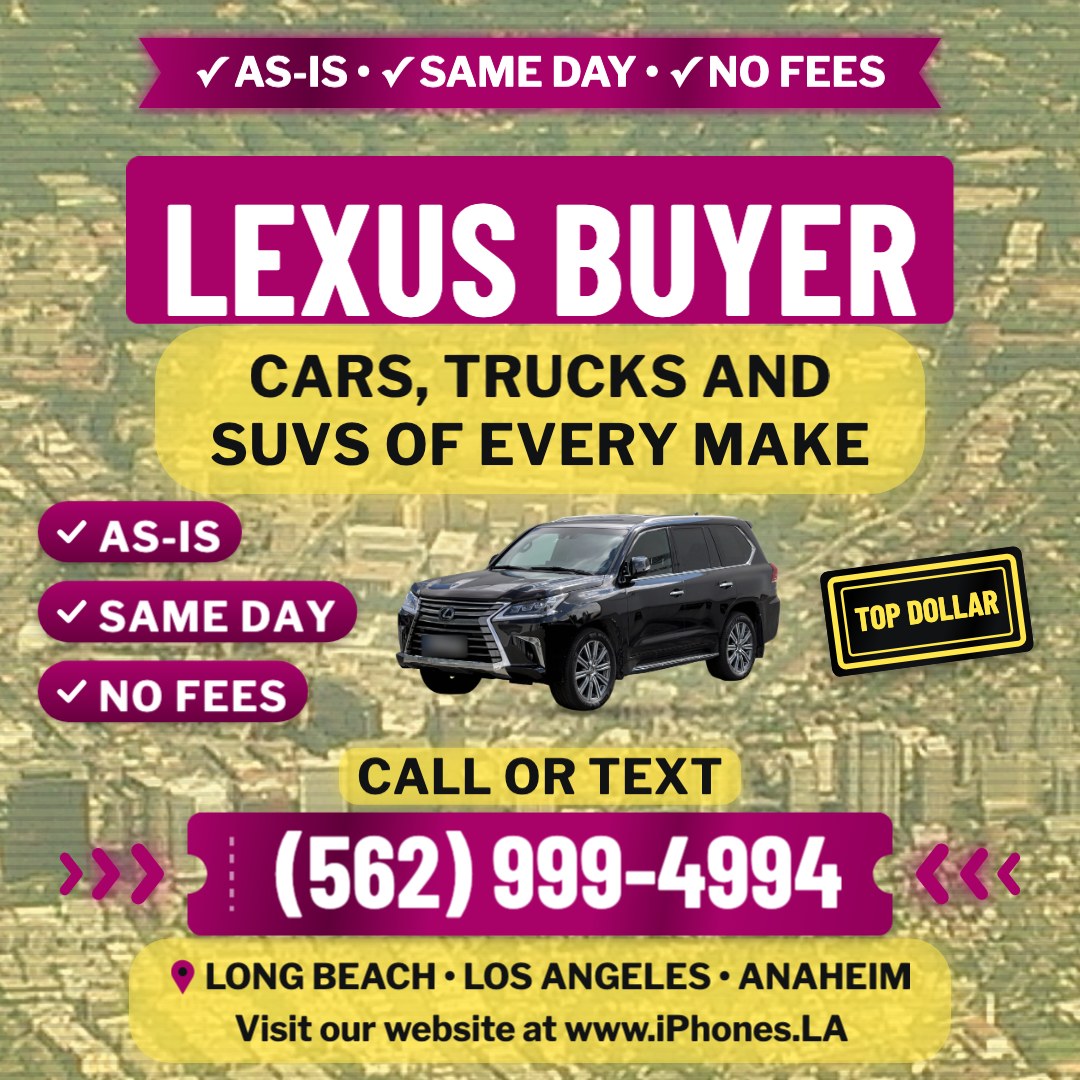 ✓AS-IS • ✓SAME DAY • ✓NO FEES
LEXUS BUYER
CARS, TRUCKS AND
SUVS OF EVERY MAKE
✓ AS-IS
✓ SAME DAY
✓ NO FEES
TOP DOLLAR
CALL OR TEXT
(562) 999-4994
LONG BEACH • LOS ANGELES • ANAHEIM
Visit our website at www.iPhones.LA